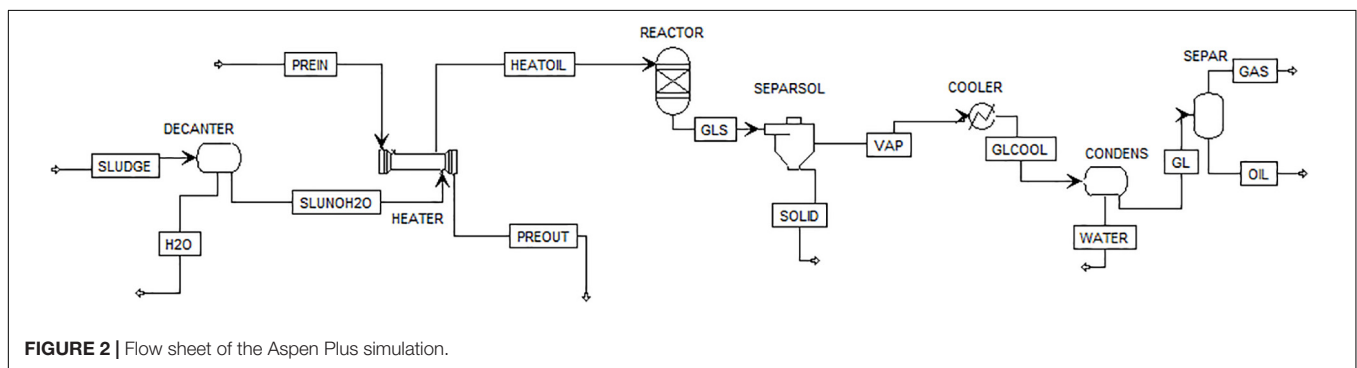 REACTOR
PREIN
HEATOIL
SEPARSOL
COOLER
SEPAR
GAS
DECANTER
GLS
VAP
GLCOOL
CONDENS
GL
SLUDGE
OIL
SLUNOH2O
HEATER
SOLID
PREOUT
H2O
WATER
FIGURE 2 | Flow sheet of the Aspen Plus simulation.